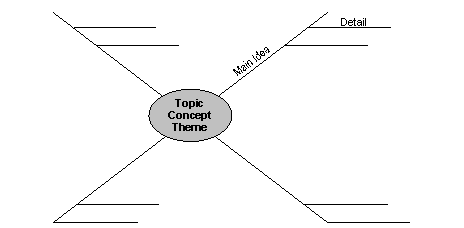 Detail
Main Idea
Topic
Concept
Theme